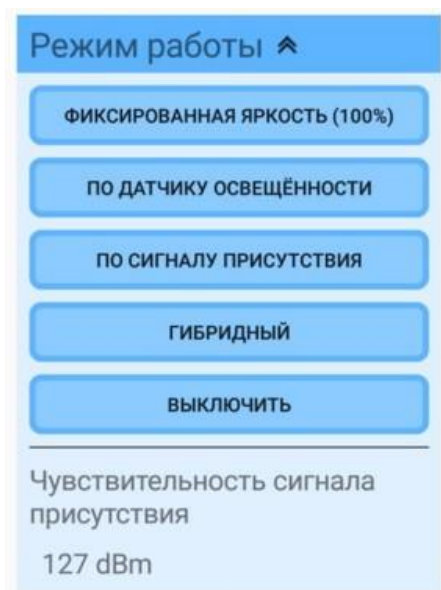 Режим работы
ФИКСИРОВАННАЯ ЯРКОСТЬ (100%)
ПО ДАТЧИКУ ОСВЕЩЁННОСТИ
ПО СИГНАЛУ ПРИСУТСТВИЯ
ГИБРИДНЫЙ
ВЫКЛЮЧИТЬ
Чувствительность сигнала
присутствия
127 dBm